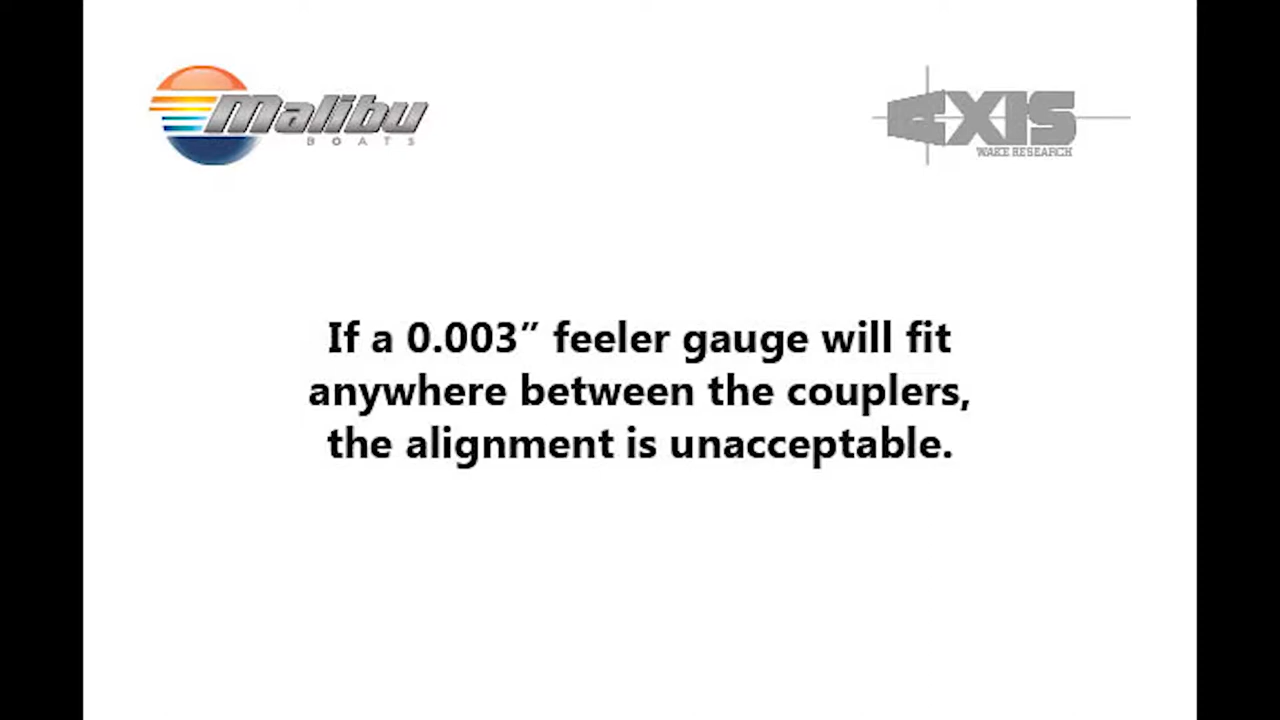 Malibu
BOATS
AXIS
WAKE RESEARCH
If a 0.003” feeler gauge will fit
anywhere between the couplers,
the alignment is unacceptable.